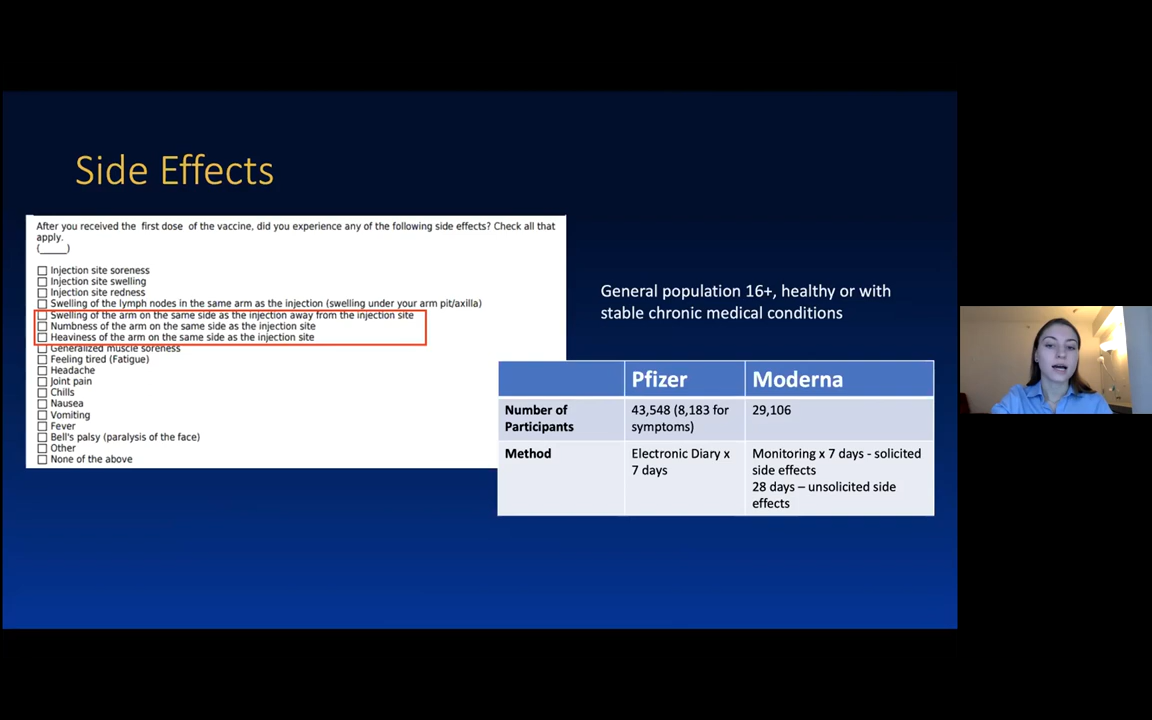 Side Effects
After you received the  first dose  of the vaccine, did you experience any of the following side effects? Check all that
apply.
(_____)
Injection site soreness
Injection site swelling
Injection site redness
Swelling of the lymph nodes in the same arm as the injection (swelling under your arm pit/axilla)
Swelling of the arm on the same side as the injection away from the injection site
Numbness of the arm on the same side as the injection site
Heaviness of the arm on the same side as the injection site
Generalized muscle soreness
Feeling tired (Fatigue)
Headache
Joint pain
Chills
Nausea
Vomiting
Fever
Bell's palsy (paralysis of the face)
Other
None of the above
General population 16+, healthy or with
stable chronic medical conditions
Pfizer
Moderna
Number of
Participants
43,548 (8,183 for
symptoms)
29,106
Method
Electronic Diary x
7 days
Monitoring x 7 days - solicited
side effects
28 days – unsolicited side
effects